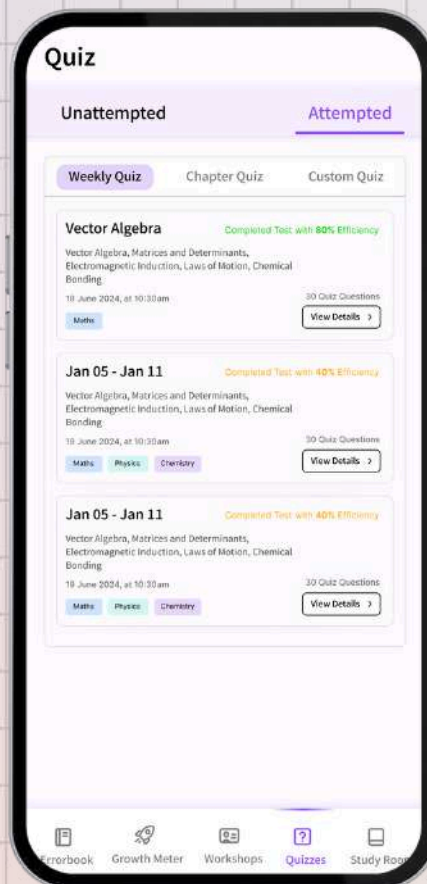 Quiz
Unattempted Attempted
Weekly Quiz Chapter Quiz Custom Quiz
Vector Algebra Completed Test with 80% Efficiency
Vector Algebra, Matrices and Determinants,
Electromagnetic Induction, Laws of Motion, Chemical
Bonding
30 Quiz Questions
18 June 2024, at 10:30am
Maths View Details >
Jan 05 - Jan 11 Completed Test with 40% Efficiency
Vector Algebra, Matrices and Determinants,
Electromagnetic Induction, Laws of Motion, Chemical
Bonding
30 Quiz Questions
18 June 2024, at 10:30am
Maths Physics Chemistry View Details >
Jan 05 - Jan 11 Completed Test with 40% Efficiency
Vector Algebra, Matrices and Determinants,
Electromagnetic Induction, Laws of Motion, Chemical
Bonding
30 Quiz Questions
18 June 2024, at 10:30am
Maths Physics Chemistry View Details >
Errorbook Growth Meter Workshops Quizzes Study Room